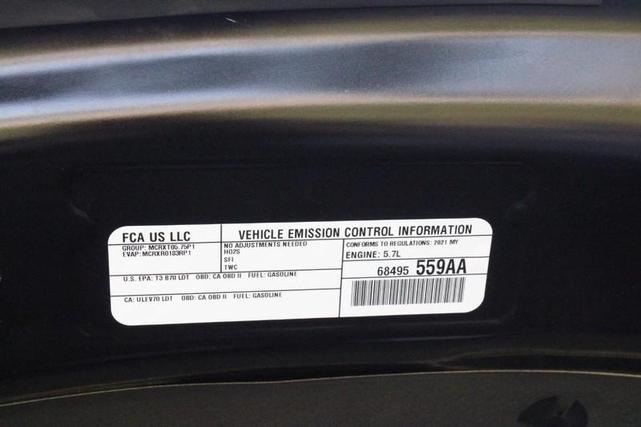 FCA US LLC
VEHICLE EMISSION CONTROL INFORMATION
GROUP: MCRXT05.75P1
EVAP: MCRXR0183RP1
NO ADJUSTMENTS NEEDED
HO2S
SFI
TWC
CONFORMS TO REGULATIONS: 2021 MY
ENGINE: 5.7L
68495 559AA
U.S. EPA: T3 B70 LDT OBD: CA OBD II FUEL: GASOLINE
CA: ULEV70 LDT OBD: CA OBD II FUEL: GASOLINE